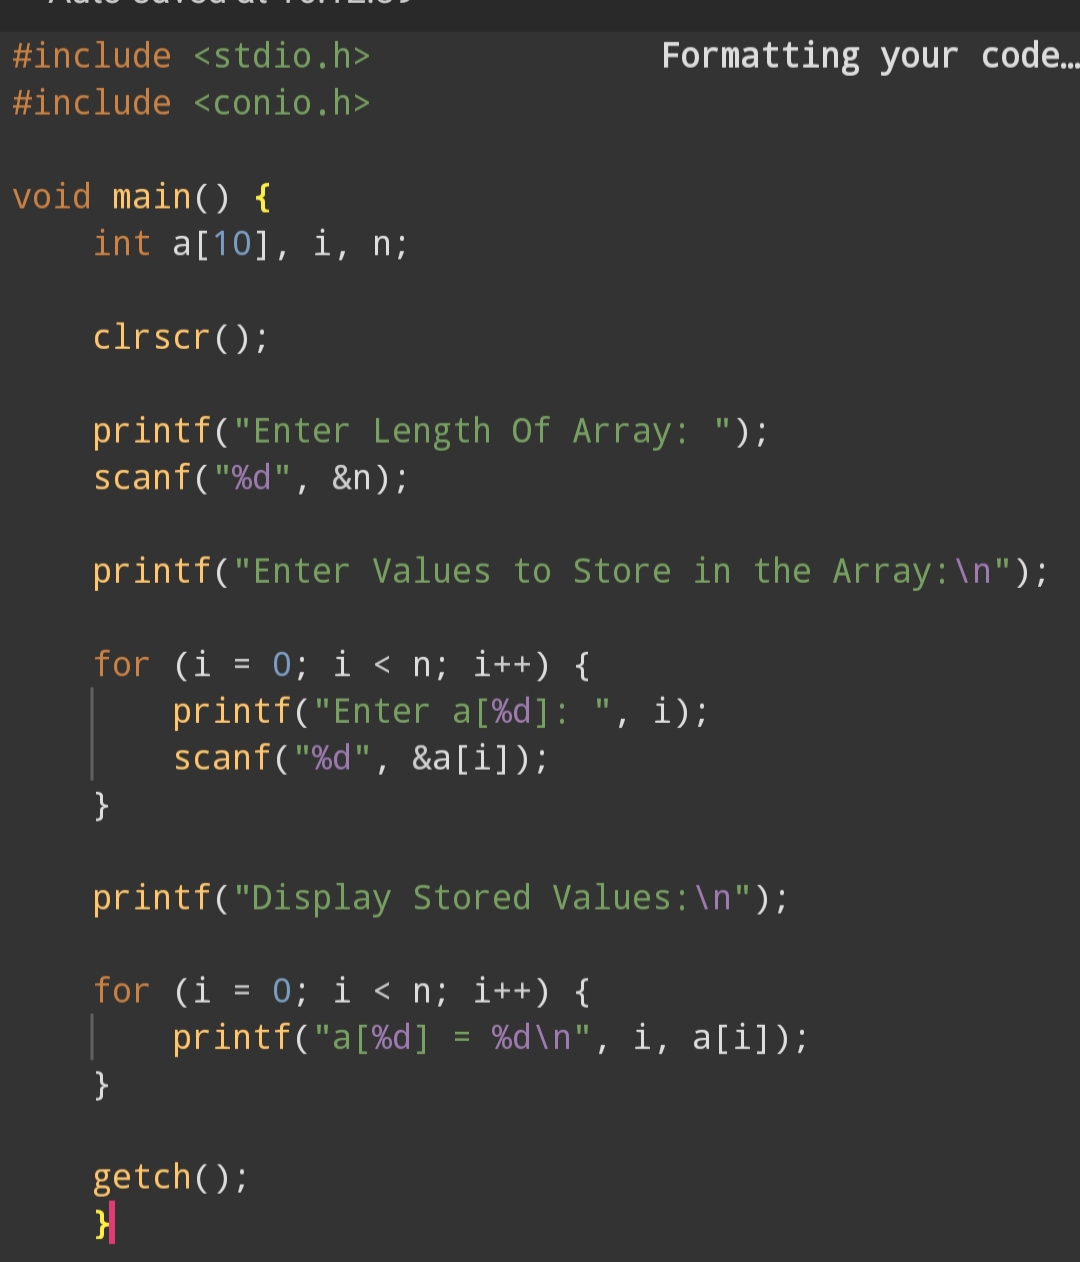 #include <stdio.h>
Formatting your code…
#include <conio.h>
void main() {
int a[10], i, n;
clrscr();
printf("Enter Length Of Array: ");
scanf("%d", &n);
printf("Enter Values to Store in the Array:\n");
for (i = 0; i < n; i++) {
printf("Enter a[%d]: ", i);
scanf("%d", &a[i]);
}
printf("Display Stored Values:\n");
for (i = 0; i < n; i++) {
printf("a[%d] = %d\n", i, a[i]);
}
getch();
}